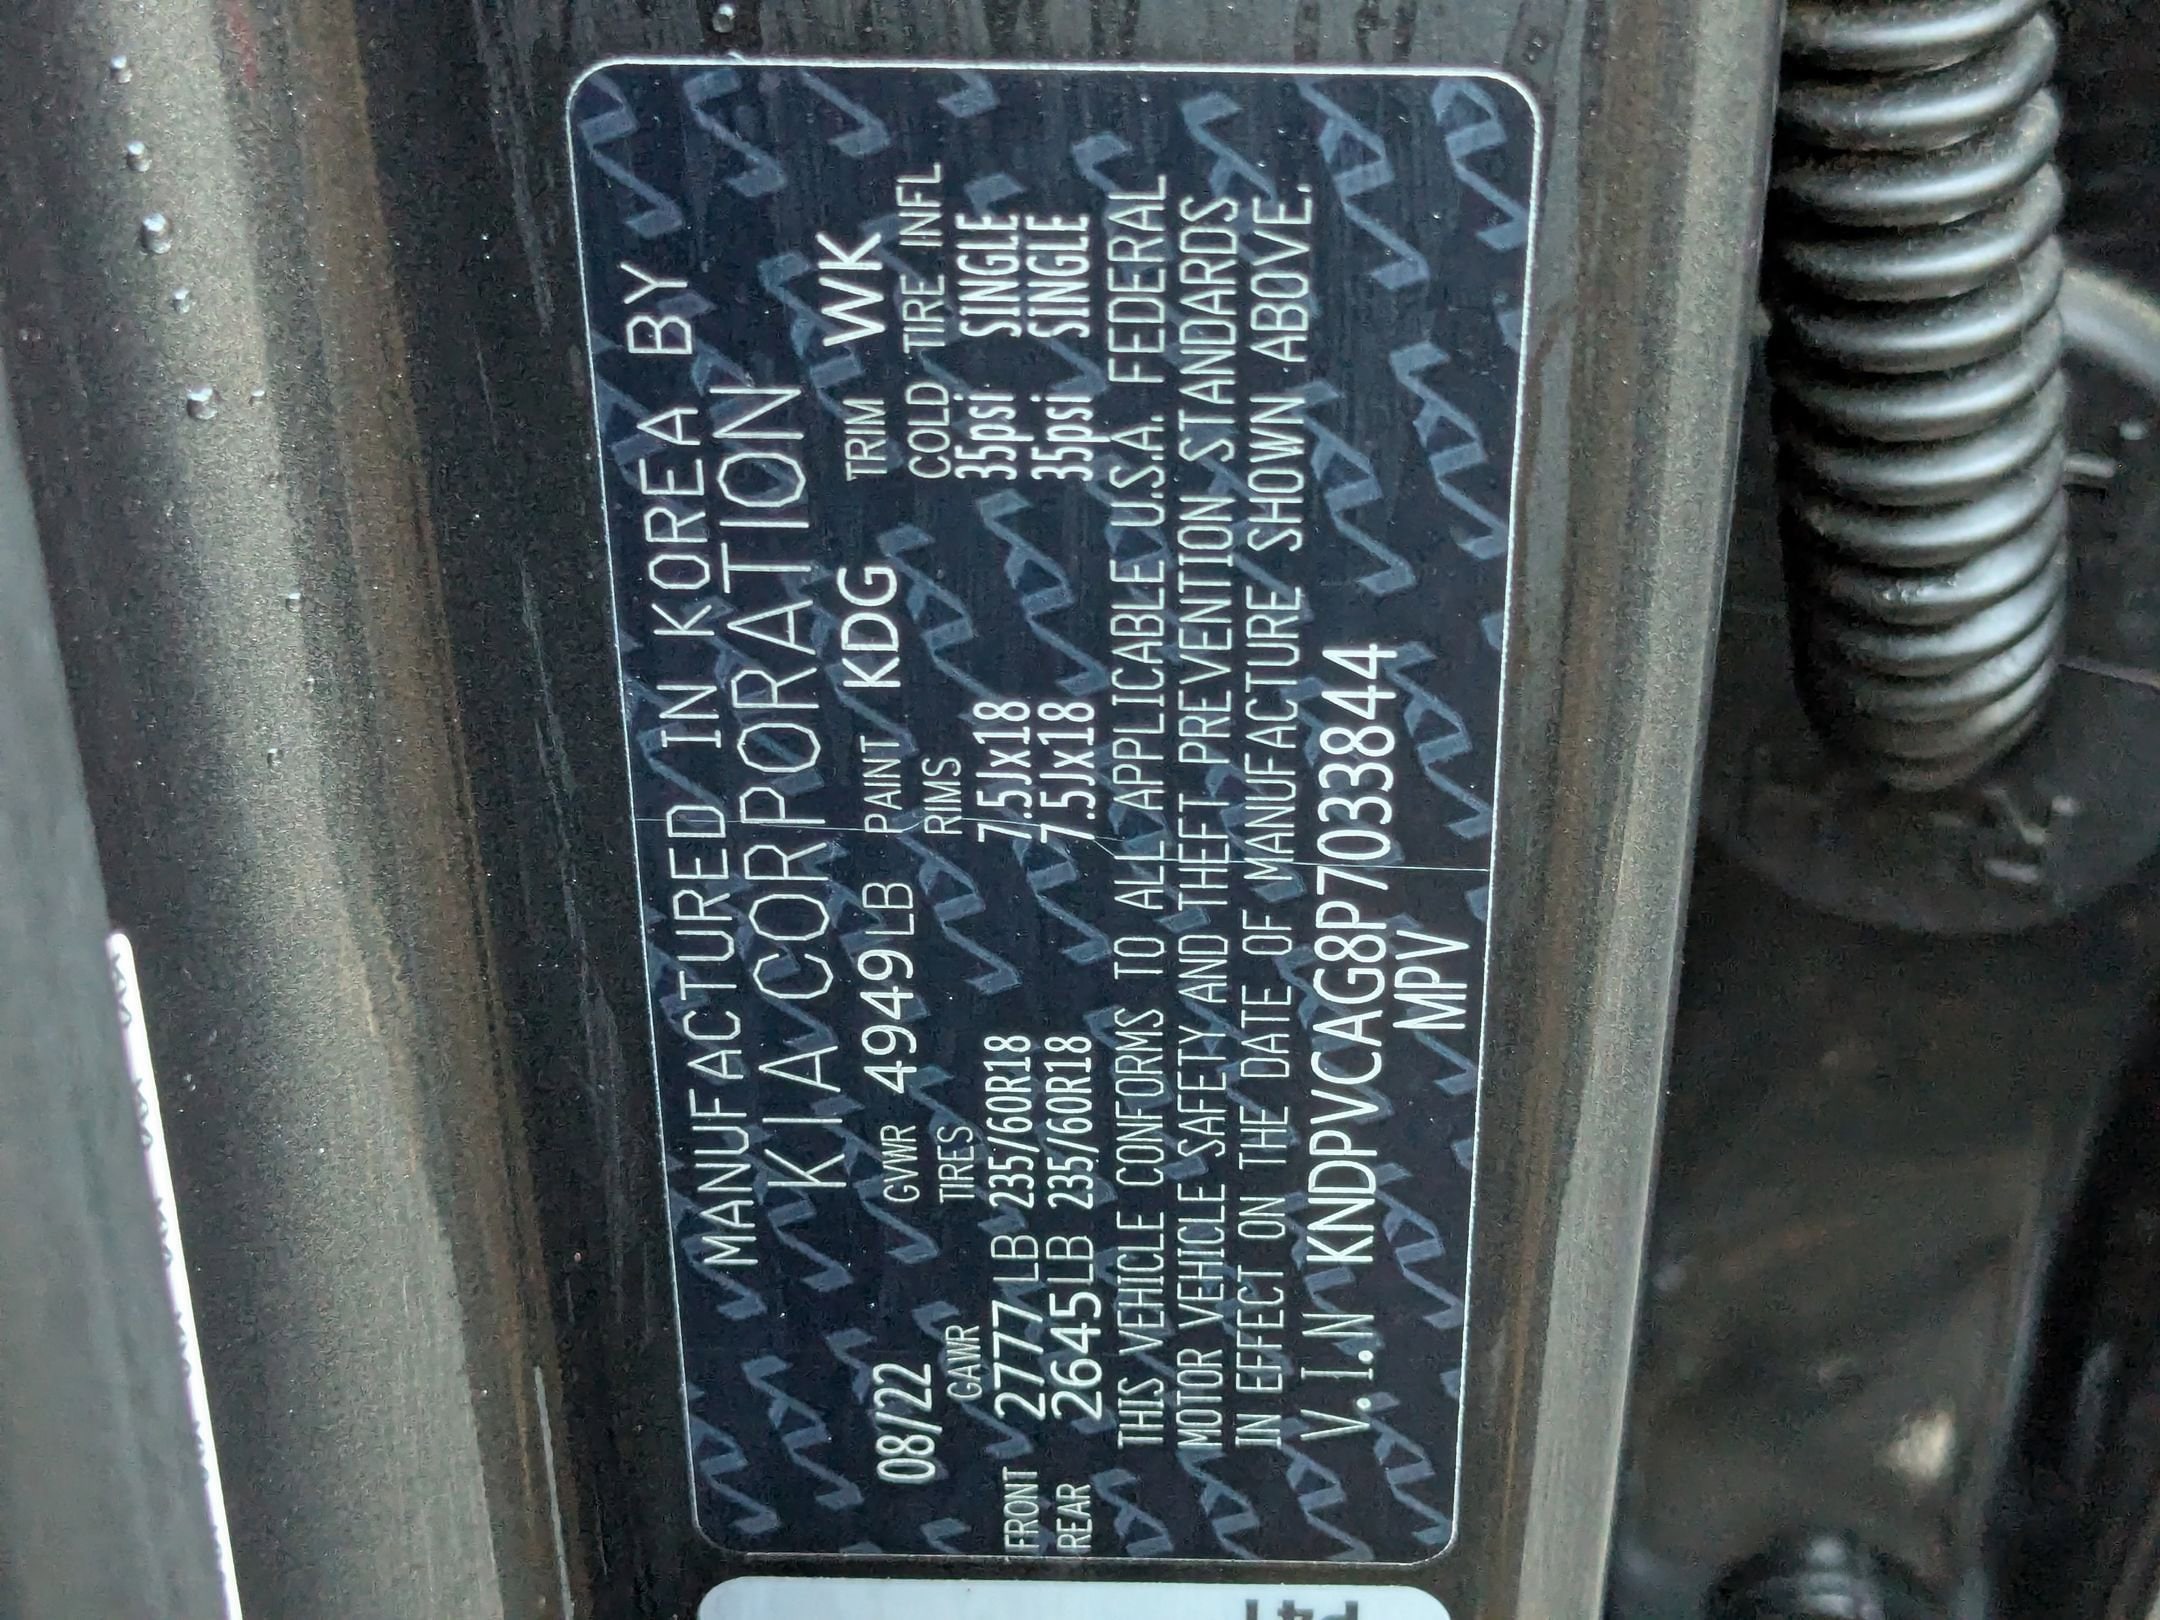 MANUFACTURED IN KOREA BY
KIA CORPORATION
08/22 GVWR 4949LB PAINT KDG TRIM WK
GAWR TIRES RIMS COLD TIRE INFL
FRONT 2777LB 235/60R18 7.5Jx18 35psi SINGLE
REAR 2645LB 235/60R18 7.5Jx18 35psi SINGLE
THIS VEHICLE CONFORMS TO ALL APPLICABLE U.S.A. FEDERAL
MOTOR VEHICLE SAFETY AND THEFT PREVENTION STANDARDS
IN EFFECT ON THE DATE OF MANUFACTURE SHOWN ABOVE.
V.I.N KNDPVCAG8P7033844
MPV